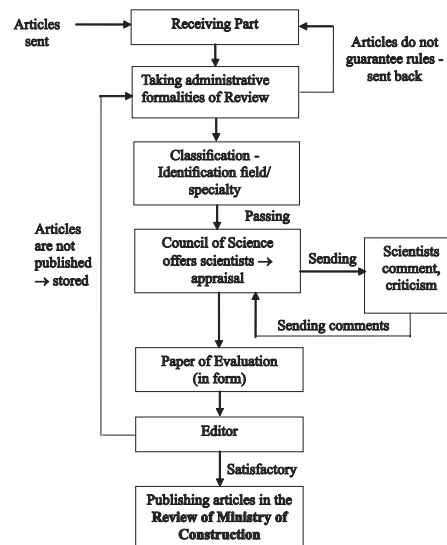 Articles
sent
Receiving Part
Articles do not
guarantee rules -
sent back
Taking administrative
formalities of Review
Classification -
Identification field/
specialty
Passing
Articles
are not
published
→ stored
Council of Science
offers scientists →
appraisal
Sending
Scientists
comment,
criticism
Sending comments
Paper of Evaluation
(in form)
Editor
Satisfactory
Publishing articles in the
Review of Ministry of
Construction